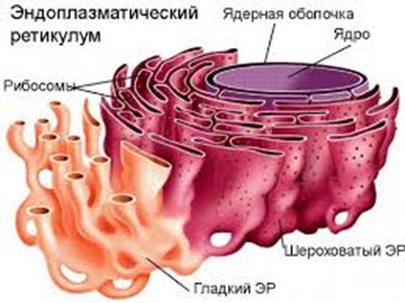 Эндоплазматический
ретикулум
Ядерная оболочка
Ядро
Рибосомы
Шероховатый ЭР
Гладкий ЭР